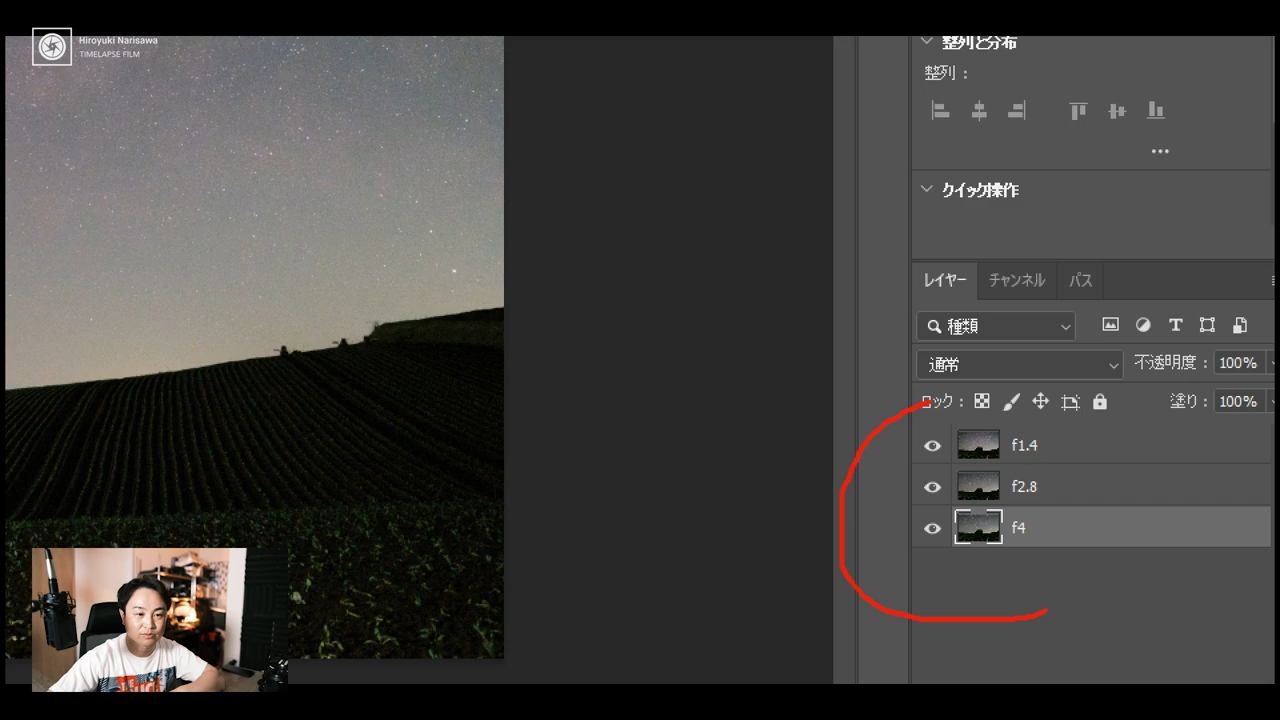 Hiroyuki Narisawa
TIMELAPSE FILM
整列と分布
整列 :
クイック操作
レイヤー チャンネル パス
種類
通常 不透明度 : 100%
ロック : 塗り : 100%
f1.4
f2.8
f4